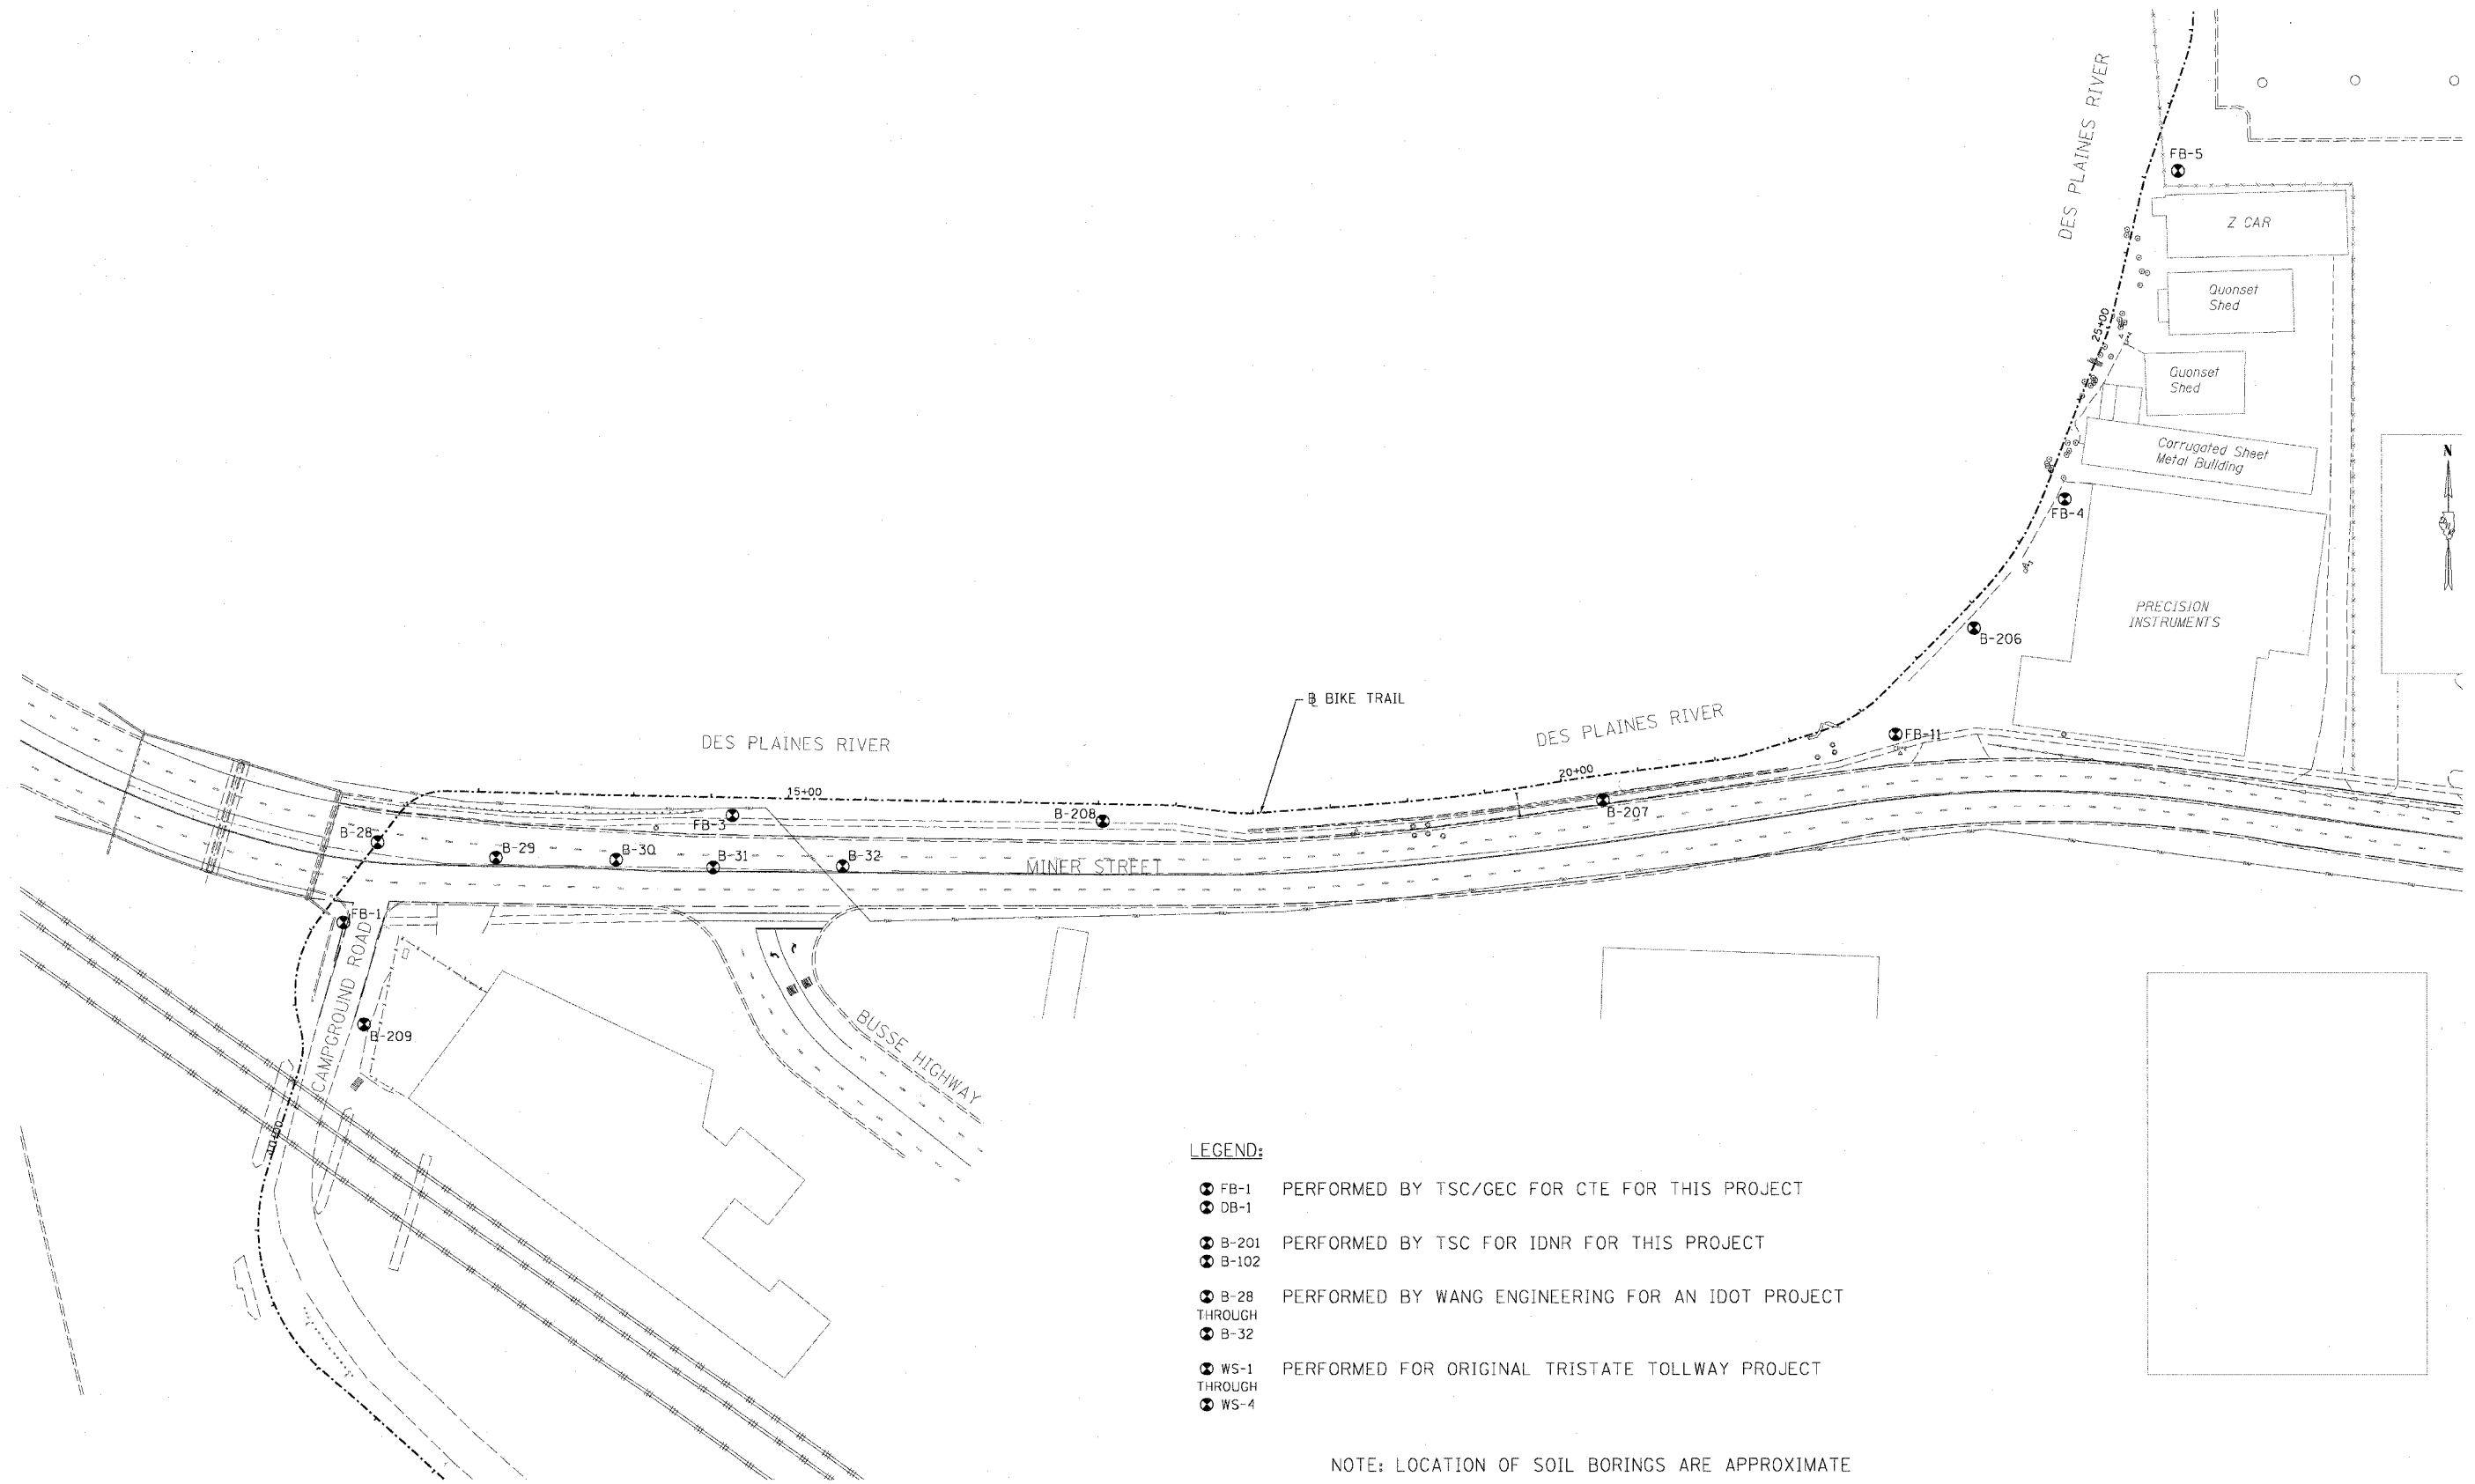 DES PLAINES RIVER
FB-5
Z CAR
Quonset
Shed
25+00
Quonset
Shed
Corrugated Sheet
Metal Building
N
FB-4
PRECISION
INSTRUMENTS
B-206
BIKE TRAIL
DES PLAINES RIVER
DES PLAINES RIVER
FB-11
20+00
15+00
B-207
B-208
FB-3
B-28
B-29
B-30
B-31
B-32
MINER STREET
FB-1
CAMPGROUND ROAD
B-209
BUSSE HIGHWAY
LEGEND:
FB-1 PERFORMED BY TSC/GEC FOR CTE FOR THIS PROJECT
DB-1
B-201 PERFORMED BY TSC FOR IDNR FOR THIS PROJECT
B-102
B-28 PERFORMED BY WANG ENGINEERING FOR AN IDOT PROJECT
THROUGH
B-32
WS-1 PERFORMED FOR ORIGINAL TRISTATE TOLLWAY PROJECT
THROUGH
WS-4
NOTE: LOCATION OF SOIL BORINGS ARE APPROXIMATE